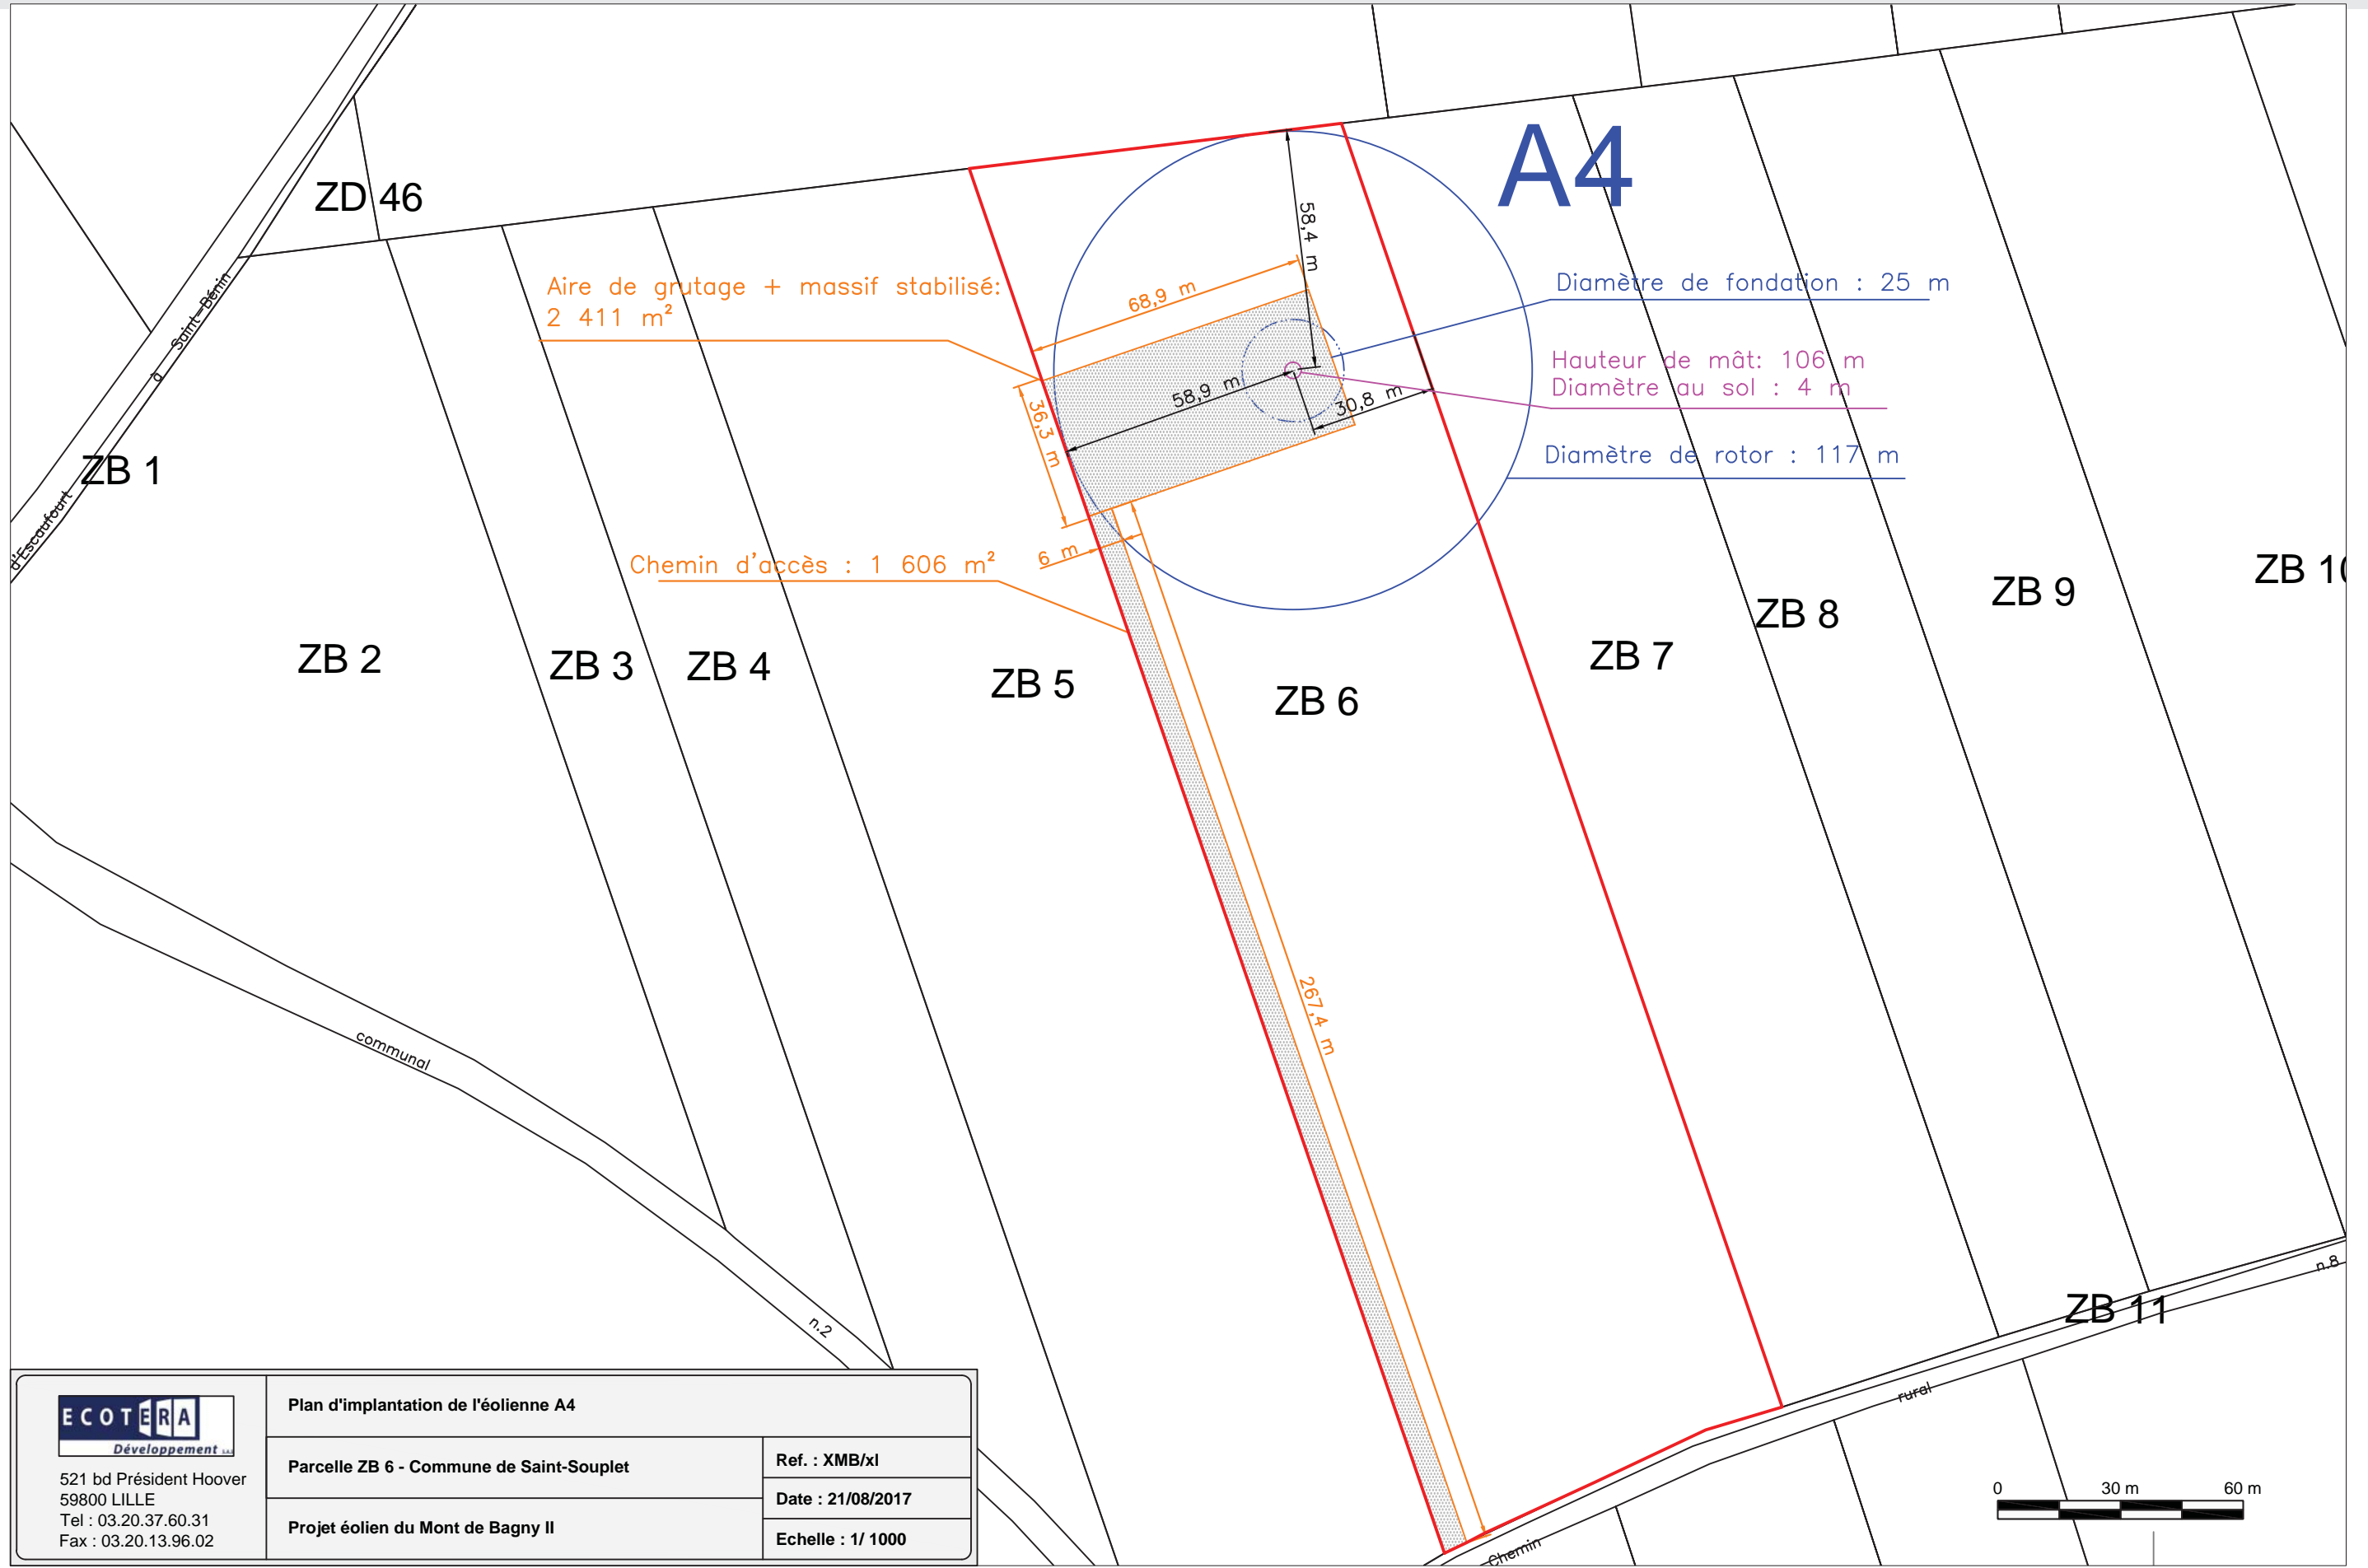 A4
ZD 46
58,4 m
Aire de grutage + massif stabilisé:
2 411 m²
68,9 m
Diamètre de fondation : 25 m
Saint-Bénin
à
d'Escaufourt
Hauteur de mât: 106 m
Diamètre au sol : 4 m
58,9 m
30,8 m
36,3 m
Diamètre de rotor : 117 m
ZB 1
Chemin d'accès : 1 606 m²
6 m
ZB 2
ZB 3
ZB 4
ZB 5
ZB 6
ZB 7
ZB 8
ZB 9
ZB 10
267,4 m
communal
n.2
n.8
ZB 11
rural
Chemin
0 30 m 60 m
ECOTERA
Développement
521 bd Président Hoover
59800 LILLE
Tel : 03.20.37.60.31
Fax : 03.20.13.96.02
Plan d'implantation de l'éolienne A4
Parcelle ZB 6 - Commune de Saint-Souplet
Projet éolien du Mont de Bagny II
Ref. : XMB/xl
Date : 21/08/2017
Echelle : 1/ 1000